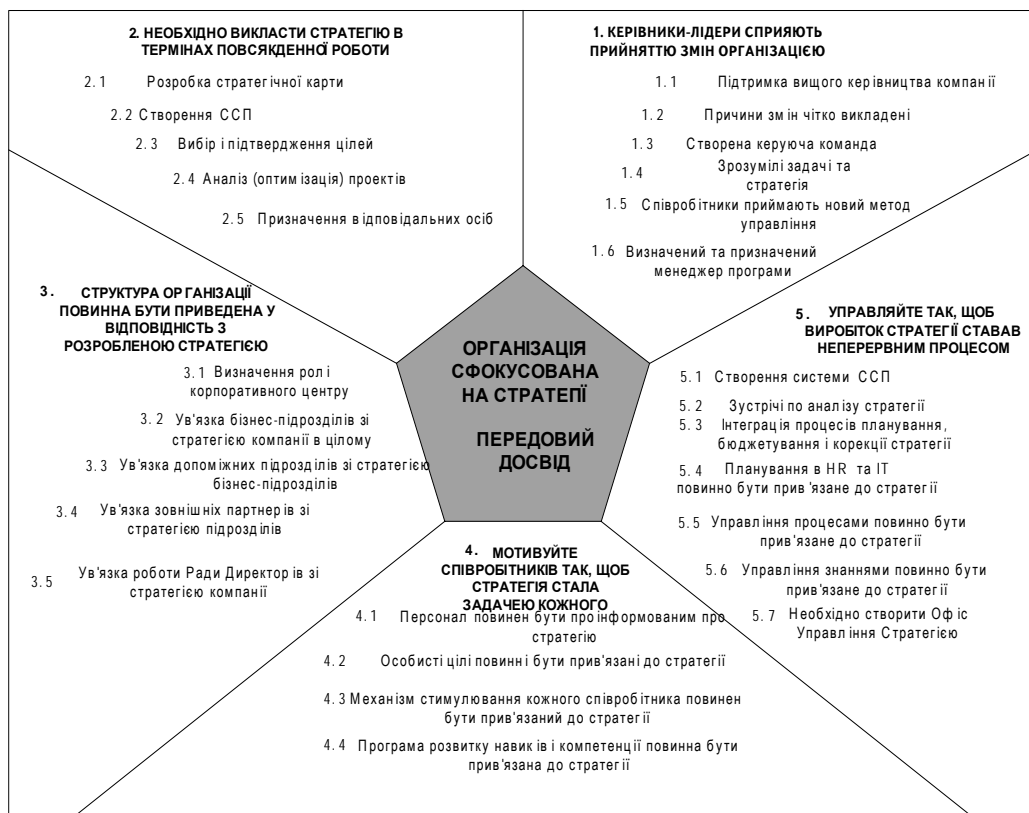 2. НЕОБХІДНО ВИКЛАСТИ СТРАТЕГІЮ В
ТЕРМІНАХ ПОВСЯКДЕННОЇ РОБОТИ
2.1 Розробка стратегічної карти
2.2 Створення ССП
2.3 Вибір і підтвердження цілей
2.4 Аналіз (оптимізація) проектів
2.5 Призначення відповідальних осіб
1. КЕРІВНИКИ-ЛІДЕРИ СПРИЯЮТЬ
ПРИЙНЯТТЮ ЗМІН ОРГАНІЗАЦІЄЮ
1.1 Підтримка вищого керівництва компанії
1.2 Причини змін чітко викладені
1.3 Створена керуюча команда
1.4 Зрозумілі задачі та
стратегія
1.5 Співробітники приймають новий метод
управління
1.6 Визначений та призначений
менеджер програми
3. СТРУКТУРА ОРГАНІЗАЦІЇ
ПОВИННА БУТИ ПРИВЕДЕНА У
ВІДПОВІДНІСТЬ З
РОЗРОБЛЕНОЮ СТРАТЕГІЄЮ
3.1 Визначення ролі
корпоративного центру
3.2 Ув'язка бізнес-підрозділів зі
стратегією компанії в цілому
3.3 Ув'язка допоміжних підрозділів зі стратегією
бізнес-підрозділів
3.4 Ув'язка зовнішніх партнерів зі
стратегією підрозділів
3.5 Ув'язка роботи Ради Директорів зі
стратегією компанії
ОРГАНІЗАЦІЯ
СФОКУСОВАНА
НА СТРАТЕГІЇ
ПЕРЕДОВИЙ
ДОСВІД
5. УПРАВЛЯЙТЕ ТАК, ЩОБ
ВИРОБІТОК СТРАТЕГІЇ СТАВАВ
НЕПЕРЕРВНИМ ПРОЦЕСОМ
5.1 Створення системи ССП
5.2 Зустрічі по аналізу стратегії
5.3 Інтеграція процесів планування,
бюджетування і корекції стратегії
5.4 Планування в HR та ІТ
повинно бути прив'язане до стратегії
5.5 Управління процесами повинно бути
прив'язане до стратегії
5.6 Управління знаннями повинно бути
прив'язане до стратегії
5.7 Необхідно створити Офіс
Управління Стратегією
4. МОТИВУЙТЕ
СПІВРОБІТНИКІВ ТАК, ЩОБ
СТРАТЕГІЯ СТАЛА
ЗАДАЧЕЮ КОЖНОГО
4.1 Персонал повинен бути проінформованим про
стратегію
4.2 Особисті цілі повинні бути прив'язані до стратегії
4.3 Механізм стимулювання кожного співробітника повинен
бути прив'язаний до стратегії
4.4 Програма розвитку навиків і компетенції повинна бути
прив'язана до стратегії